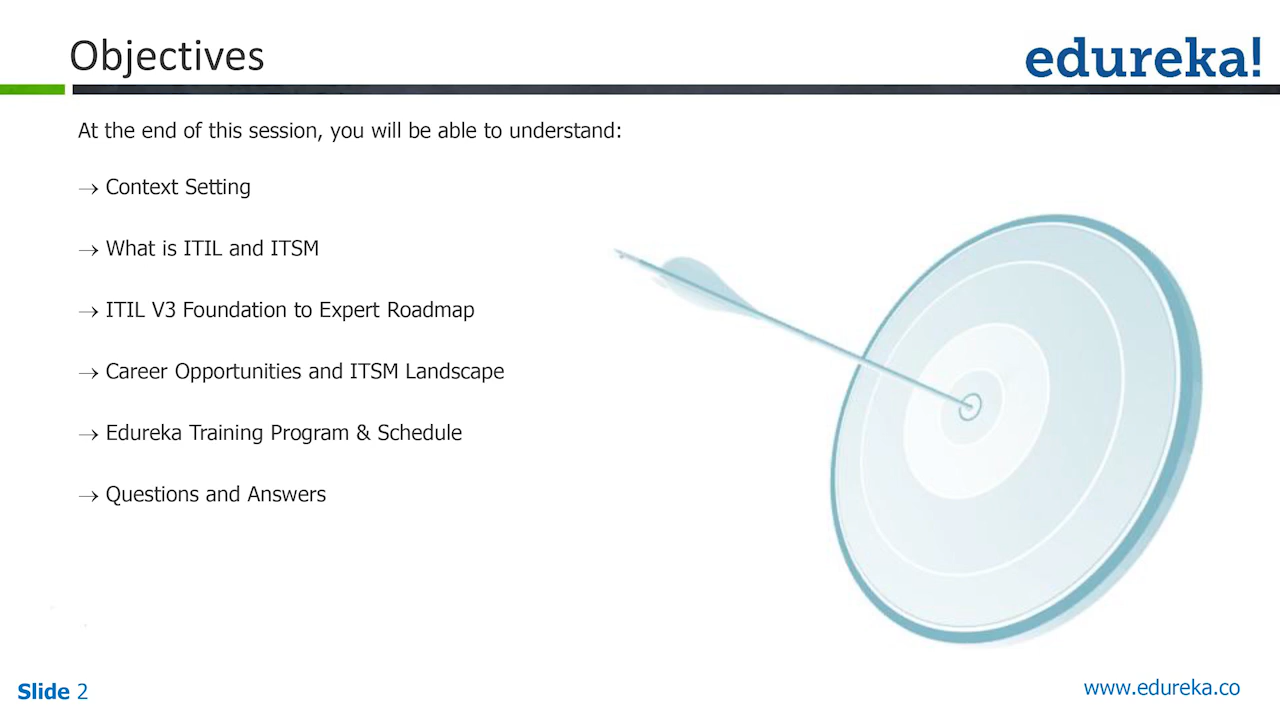 Objectives
edureka!
At the end of this session, you will be able to understand:
→ Context Setting
→ What is ITIL and ITSM
→ ITIL V3 Foundation to Expert Roadmap
→ Career Opportunities and ITSM Landscape
→ Edureka Training Program & Schedule
→ Questions and Answers
Slide 2
www.edureka.co